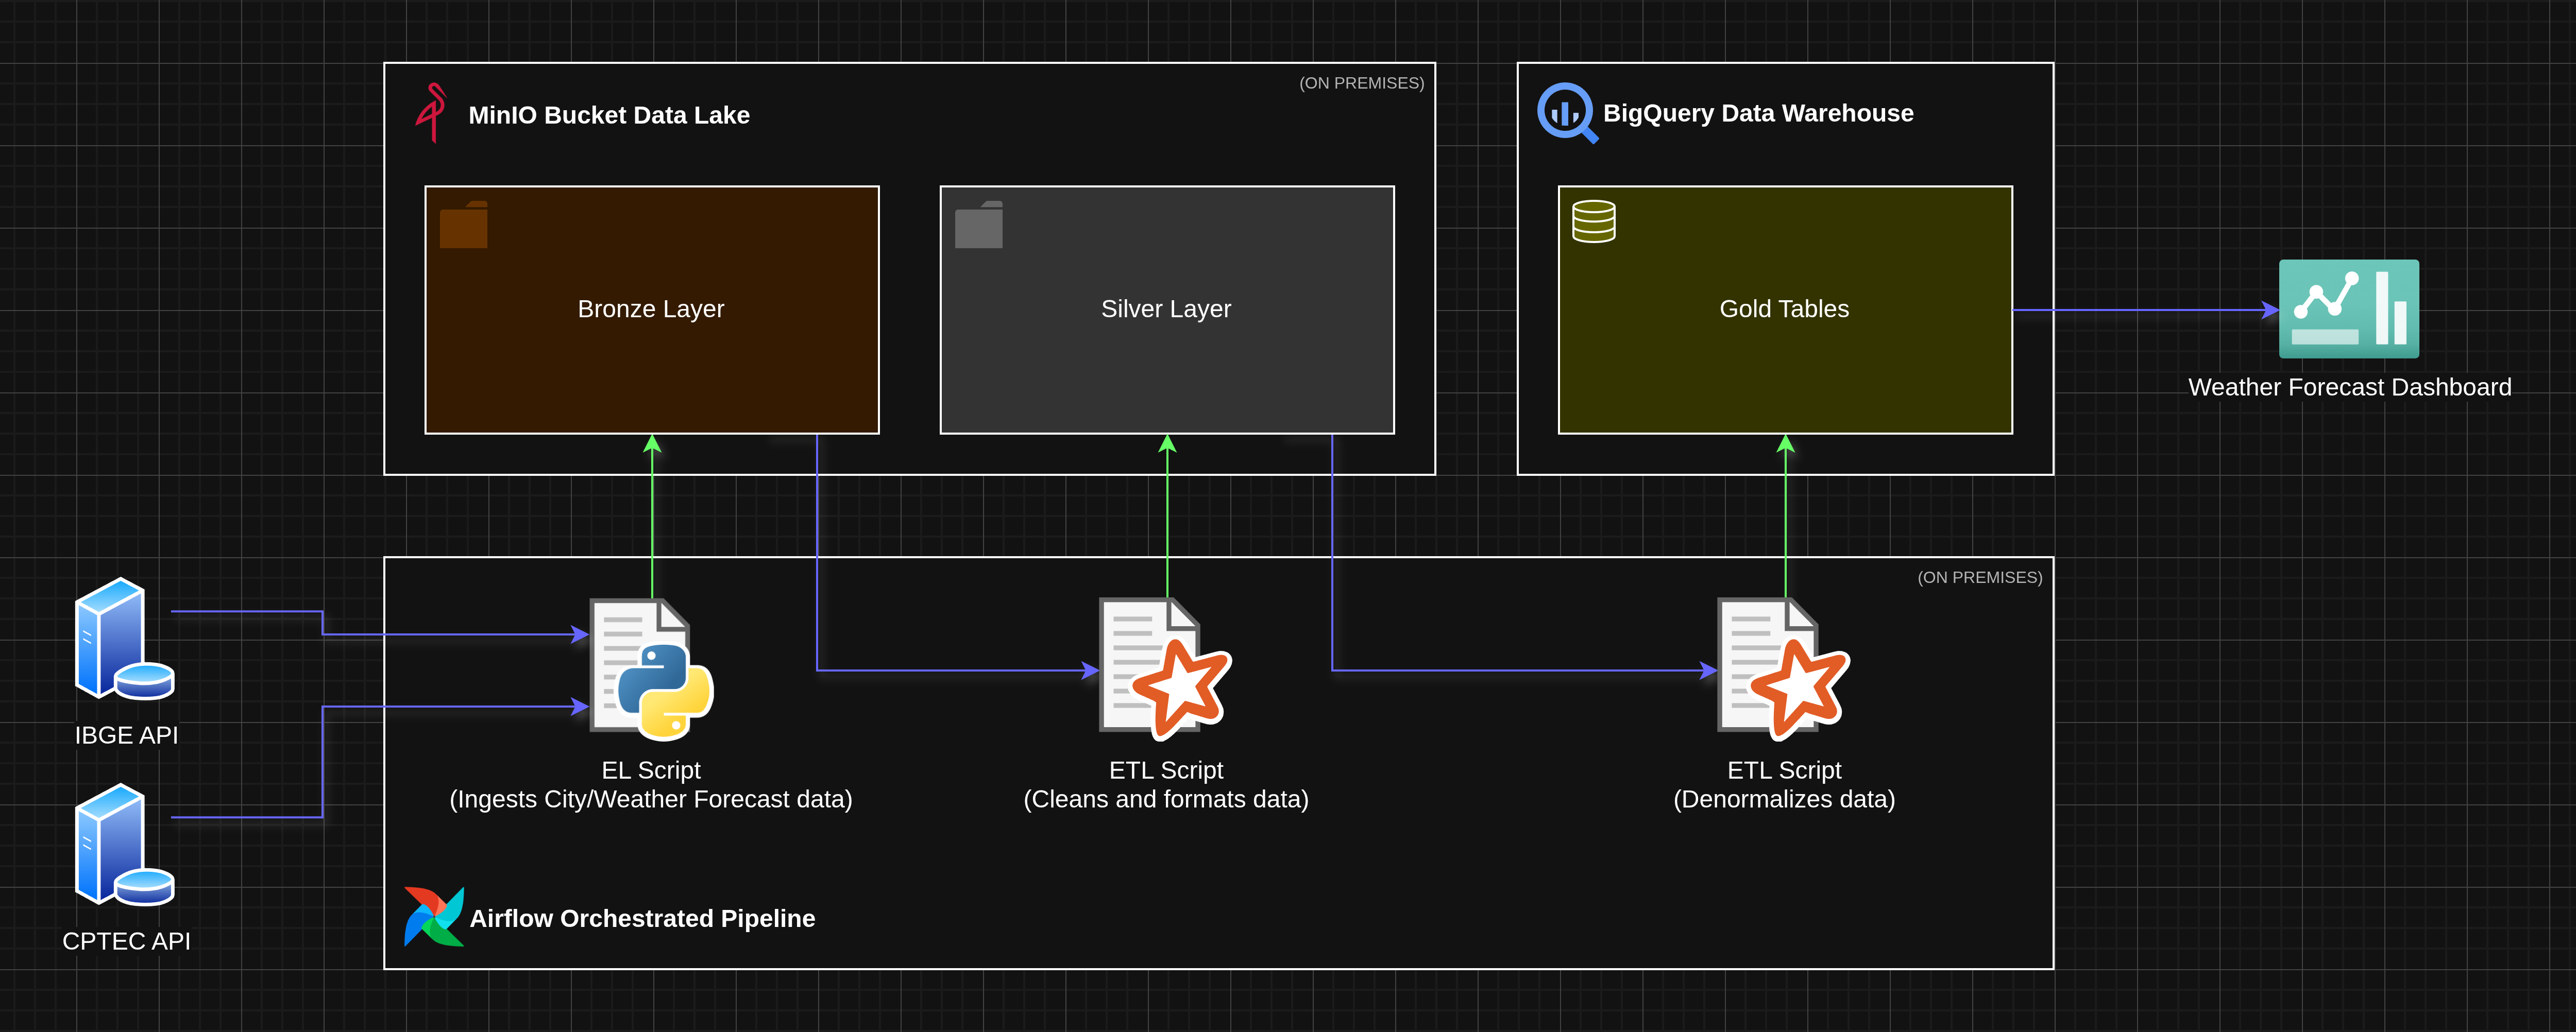 (ON PREMISES)
MinIO Bucket Data Lake
BigQuery Data Warehouse
Bronze Layer
Silver Layer
Gold Tables
Weather Forecast Dashboard
(ON PREMISES)
IBGE API
CPTEC API
EL Script
(Ingests City/Weather Forecast data)
ETL Script
(Cleans and formats data)
ETL Script
(Denormalizes data)
Airflow Orchestrated Pipeline